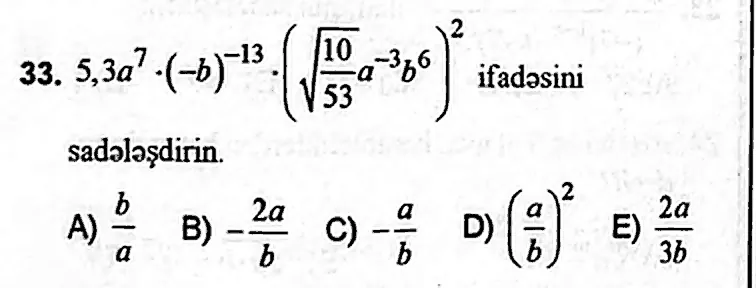 33. 5,3a⁷ · (−b)⁻¹³ · (√(10/53) a⁻³b⁶)² ifadəsini
sadələşdirin.
A) b/a B) −2a/b C) −a/b D) (a/b)² E) 2a/3b